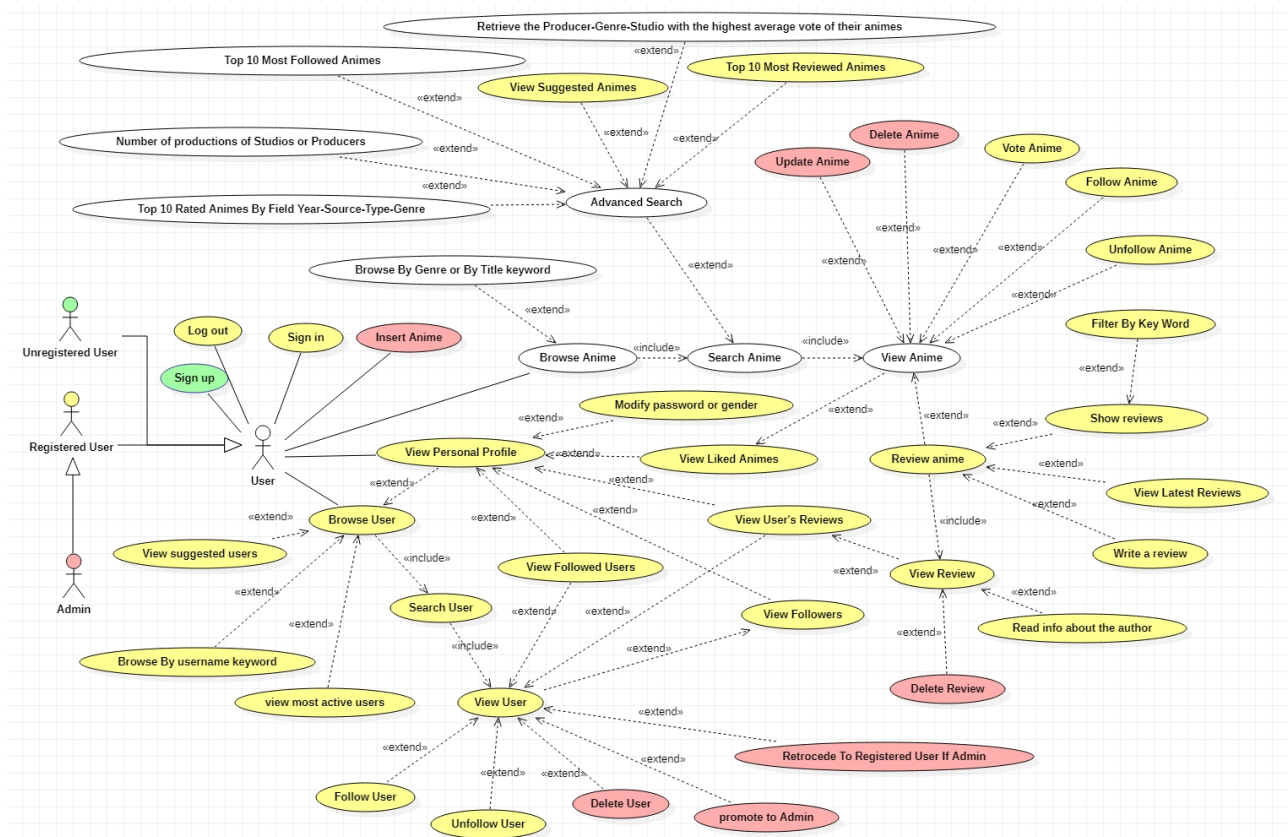 Retrieve the Producer-Genre-Studio with the highest average vote of their animes
«extend»
Top 10 Most Followed Animes
Top 10 Most Reviewed Animes
View Suggested Animes
«extend»
«extend»
«extend»
Delete Anime
Number of productions of Studios or Producers
«extend»
Update Anime
Vote Anime
«extend»
Follow Anime
Top 10 Rated Animes By Field Year-Source-Type-Genre
Advanced Search
«extend»
«extend»
«extend»
«extend»
Unfollow Anime
Browse By Genre or By Title keyword
«extend»
«extend»
«extend»
Unregistered User
Log out
Sign in
Insert Anime
Filter By Key Word
Browse Anime
«include»
Search Anime
«include»
View Anime
Sign up
«extend»
Modify password or gender
«extend»
«extend»
«extend»
Show reviews
Registered User
User
View Personal Profile
«extend»
View Liked Animes
Review anime
«extend»
«extend»
«extend»
«extend»
View Latest Reviews
Browse User
«extend»
View User's Reviews
«include»
«extend»
View suggested users
«include»
View Followed Users
«extend»
Write a review
Admin
«extend»
View Review
«extend»
Search User
«extend»
«extend»
View Followers
Read info about the author
«extend»
«include»
«extend»
«extend»
Browse By username keyword
view most active users
View User
Delete Review
«extend»
«extend»
Retrocede To Registered User If Admin
«extend»
«extend»
«extend»
Follow User
Delete User
Unfollow User
promote to Admin